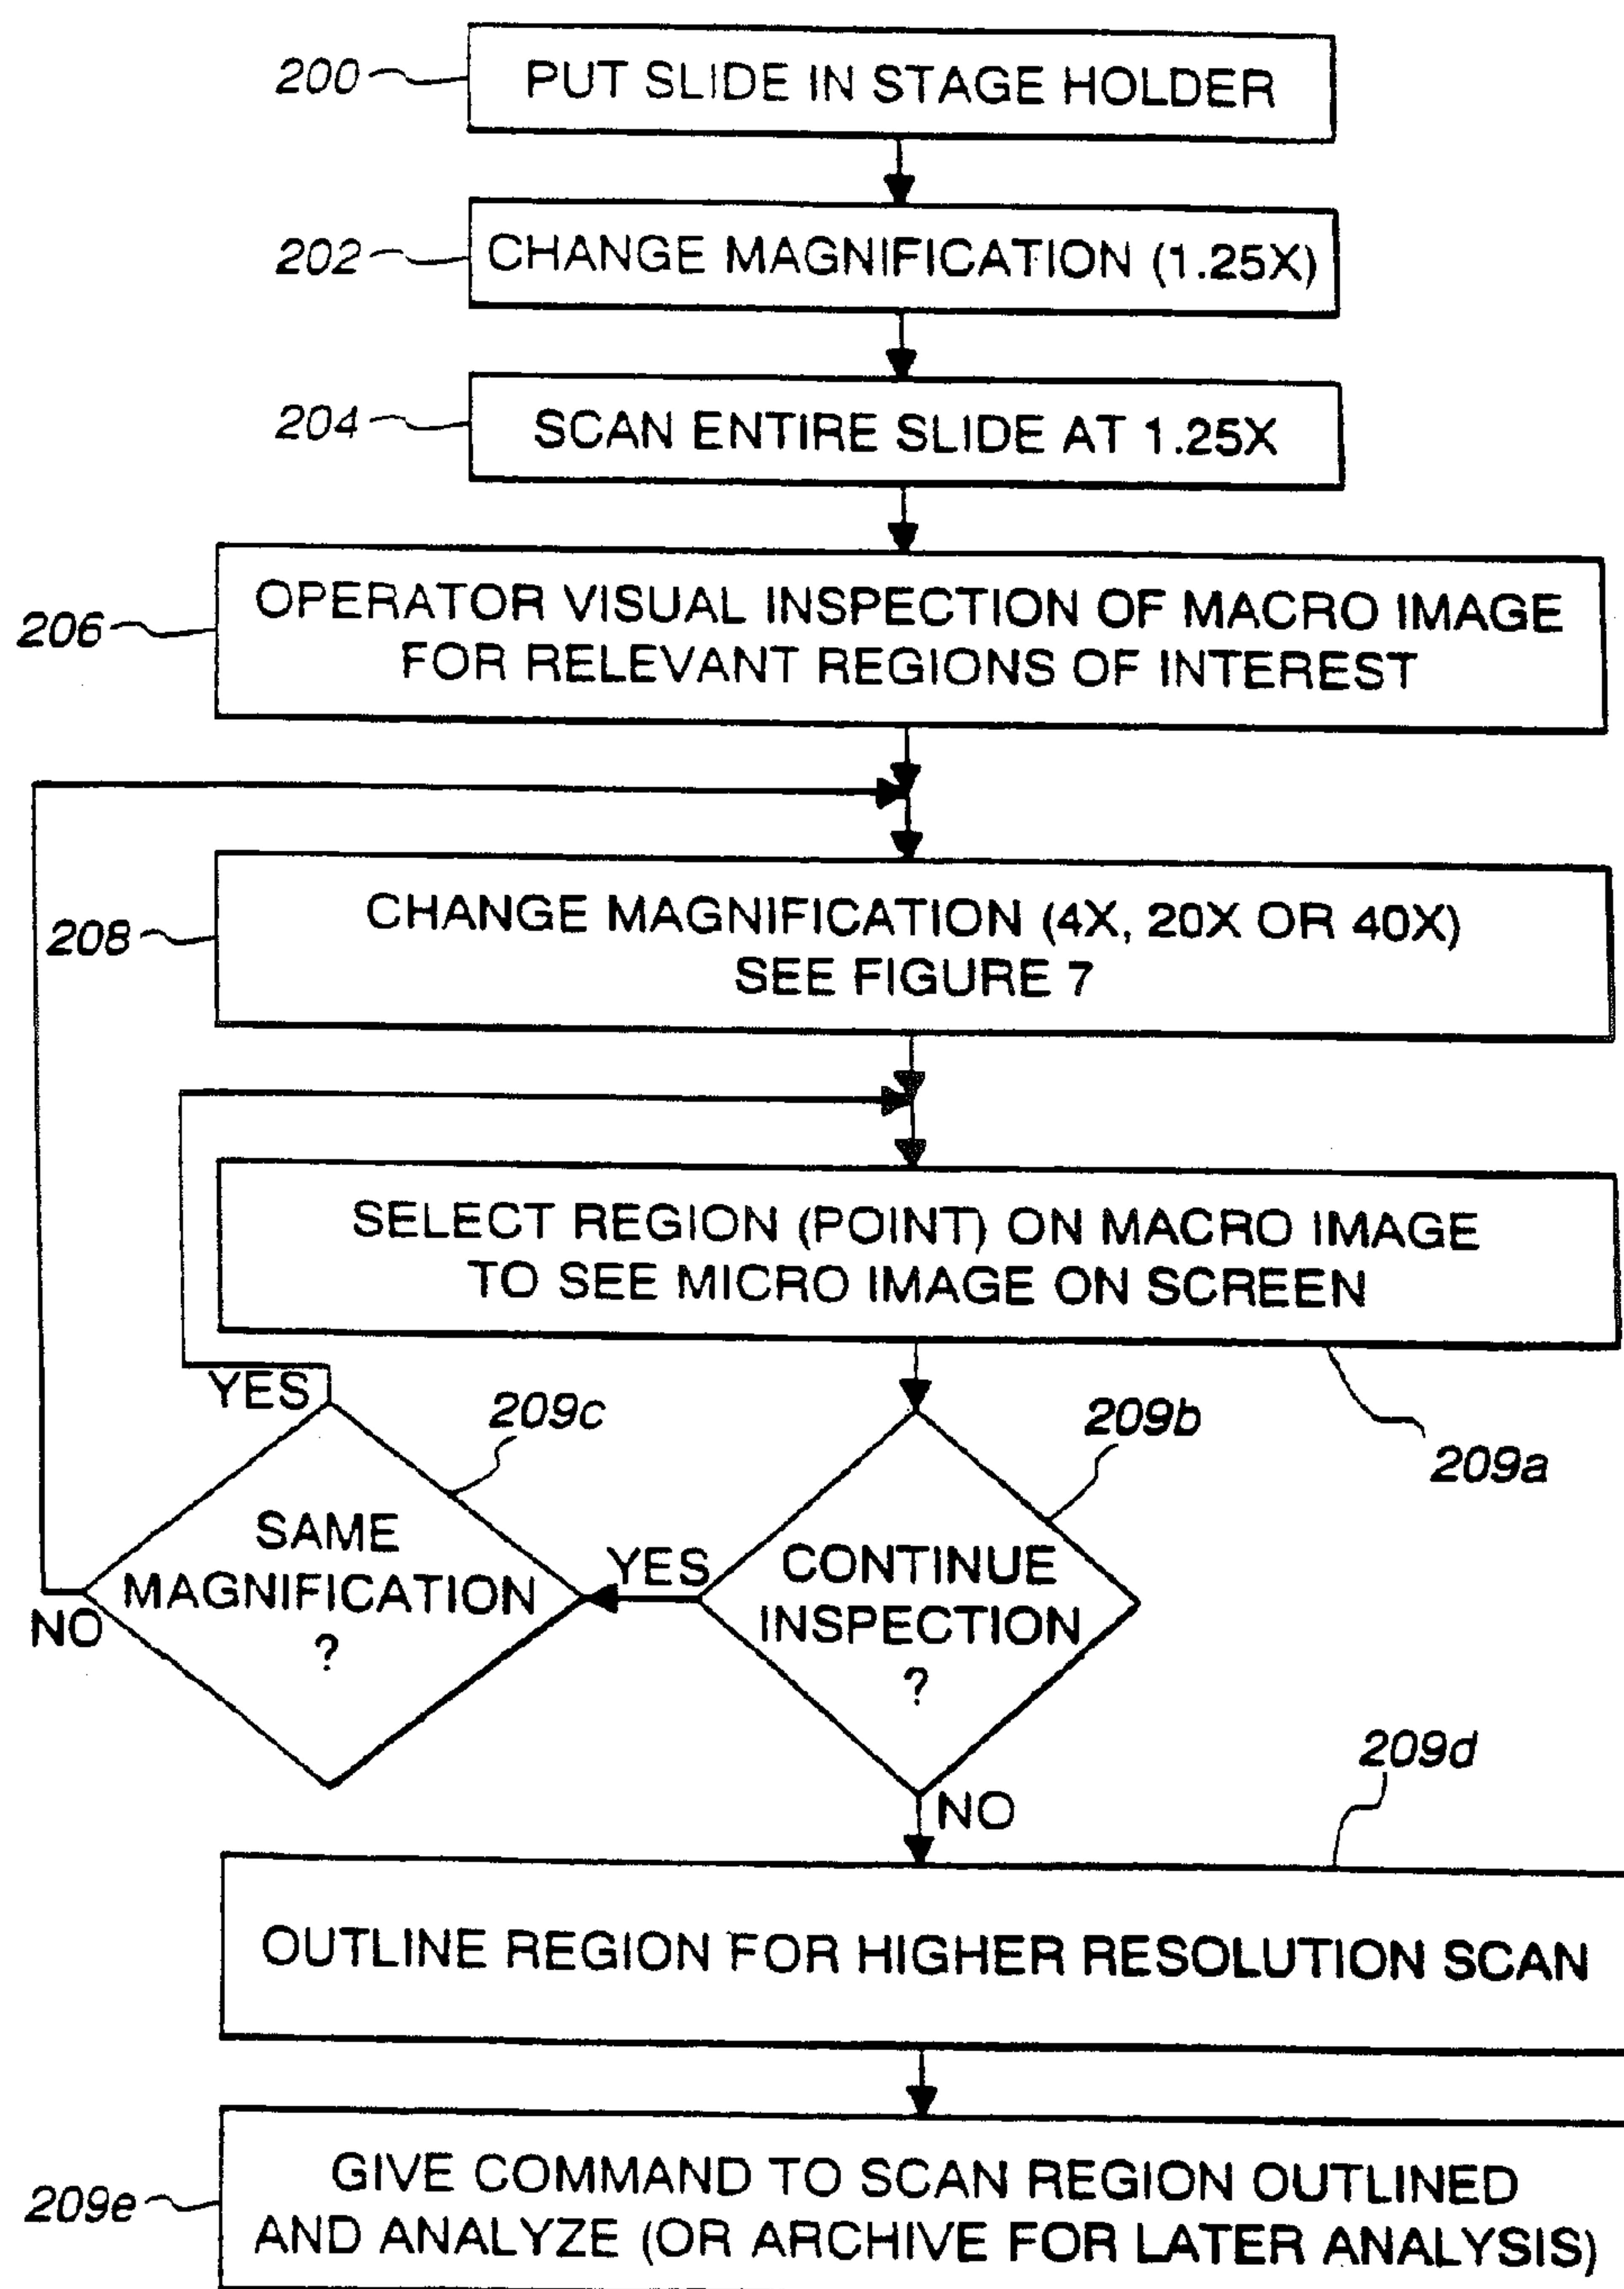 200
PUT SLIDE IN STAGE HOLDER
202
CHANGE MAGNIFICATION (1.25X)
204
SCAN ENTIRE SLIDE AT 1.25X
206
OPERATOR VISUAL INSPECTION OF MACRO IMAGE
FOR RELEVANT REGIONS OF INTEREST
208
CHANGE MAGNIFICATION (4X, 20X OR 40X)
SEE FIGURE 7
SELECT REGION (POINT) ON MACRO IMAGE
TO SEE MICRO IMAGE ON SCREEN
209a
209b
CONTINUE
INSPECTION
?
YES
209c
SAME
MAGNIFICATION
?
YES
NO
NO
209d
OUTLINE REGION FOR HIGHER RESOLUTION SCAN
209e
GIVE COMMAND TO SCAN REGION OUTLINED
AND ANALYZE (OR ARCHIVE FOR LATER ANALYSIS)